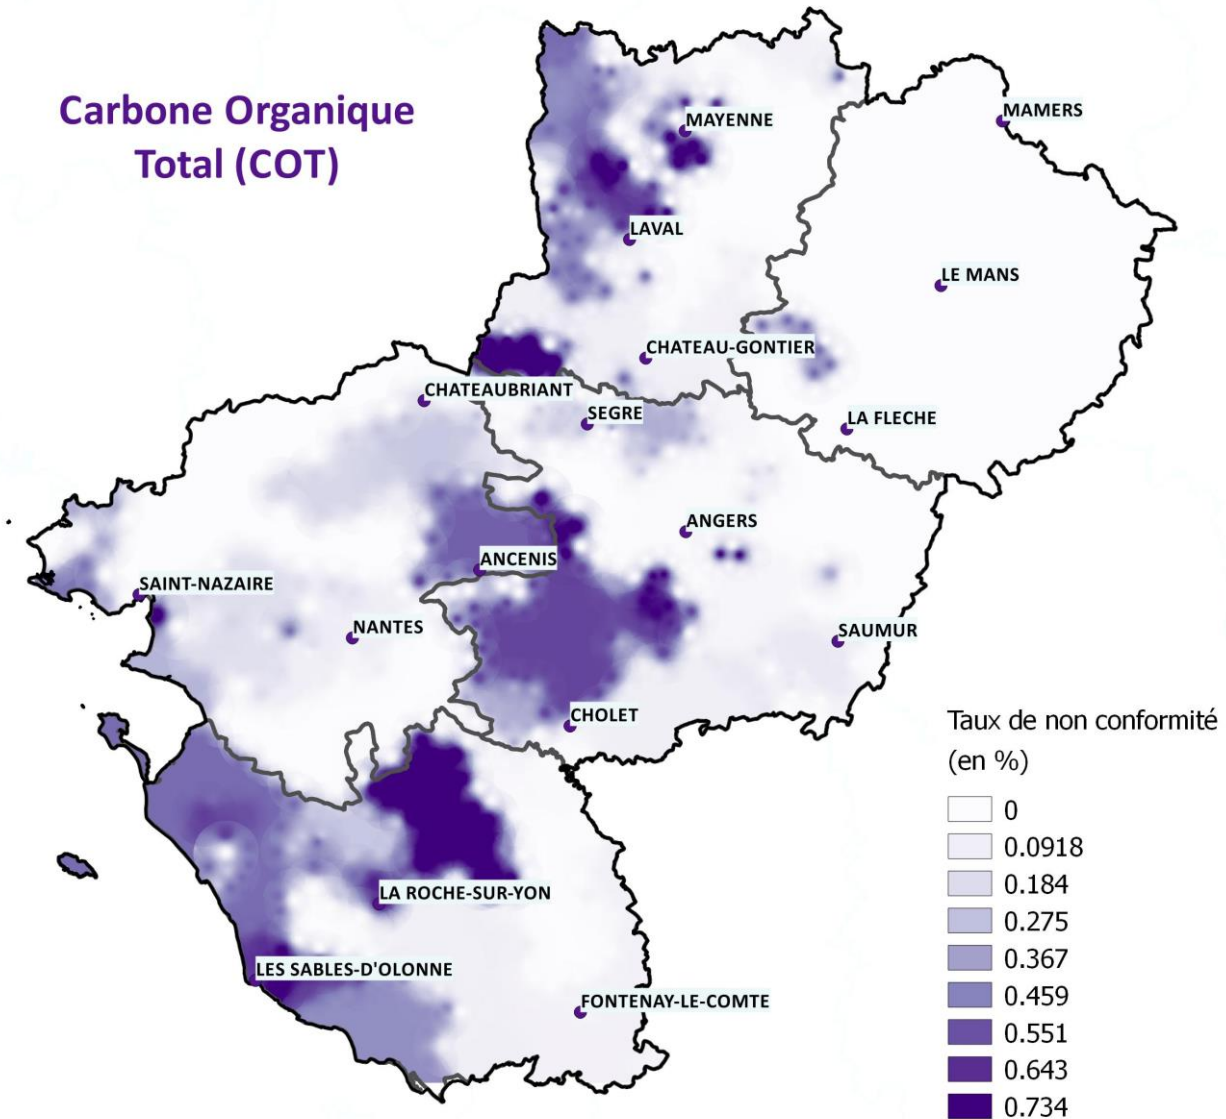 Carbone Organique
Total (COT)
MAYENNE
MAMERS
LAVAL
LE MANS
CHATEAU-GONTIER
CHATEAUBRIANT
SEGRE
LA FLECHE
ANGERS
ANCENIS
SAINT-NAZAIRE
NANTES
SAUMUR
CHOLET
LA ROCHE-SUR-YON
LES SABLES-D'OLONNE
FONTENAY-LE-COMTE
Taux de non conformité
(en %)
0
0.0918
0.184
0.275
0.367
0.459
0.551
0.643
0.734